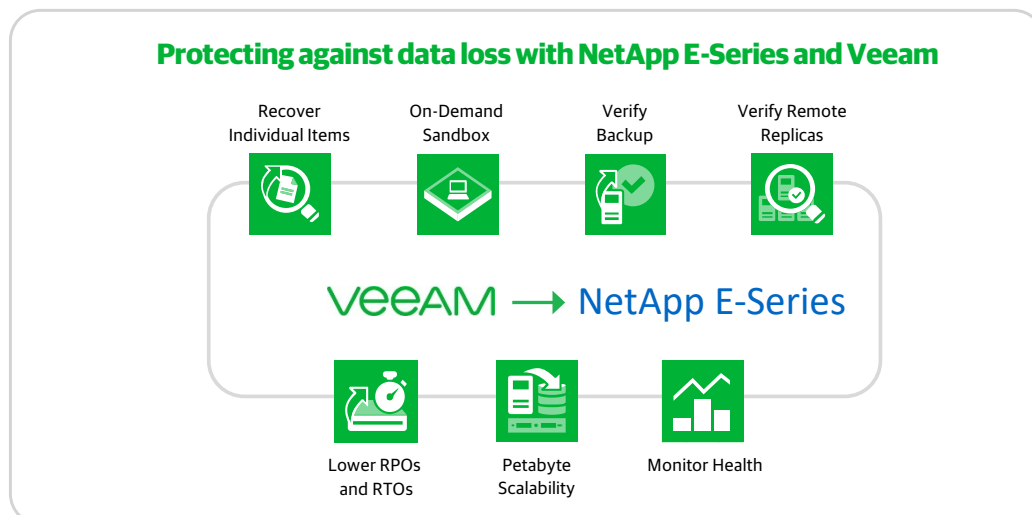 Protecting against data loss with NetApp E-Series and Veeam
Recover
Individual Items
On-Demand
Sandbox
Verify
Backup
Verify Remote
Replicas
veeAM NetApp E-Series
Lower RPOs
and RTOs
Petabyte
Scalability
Monitor Health